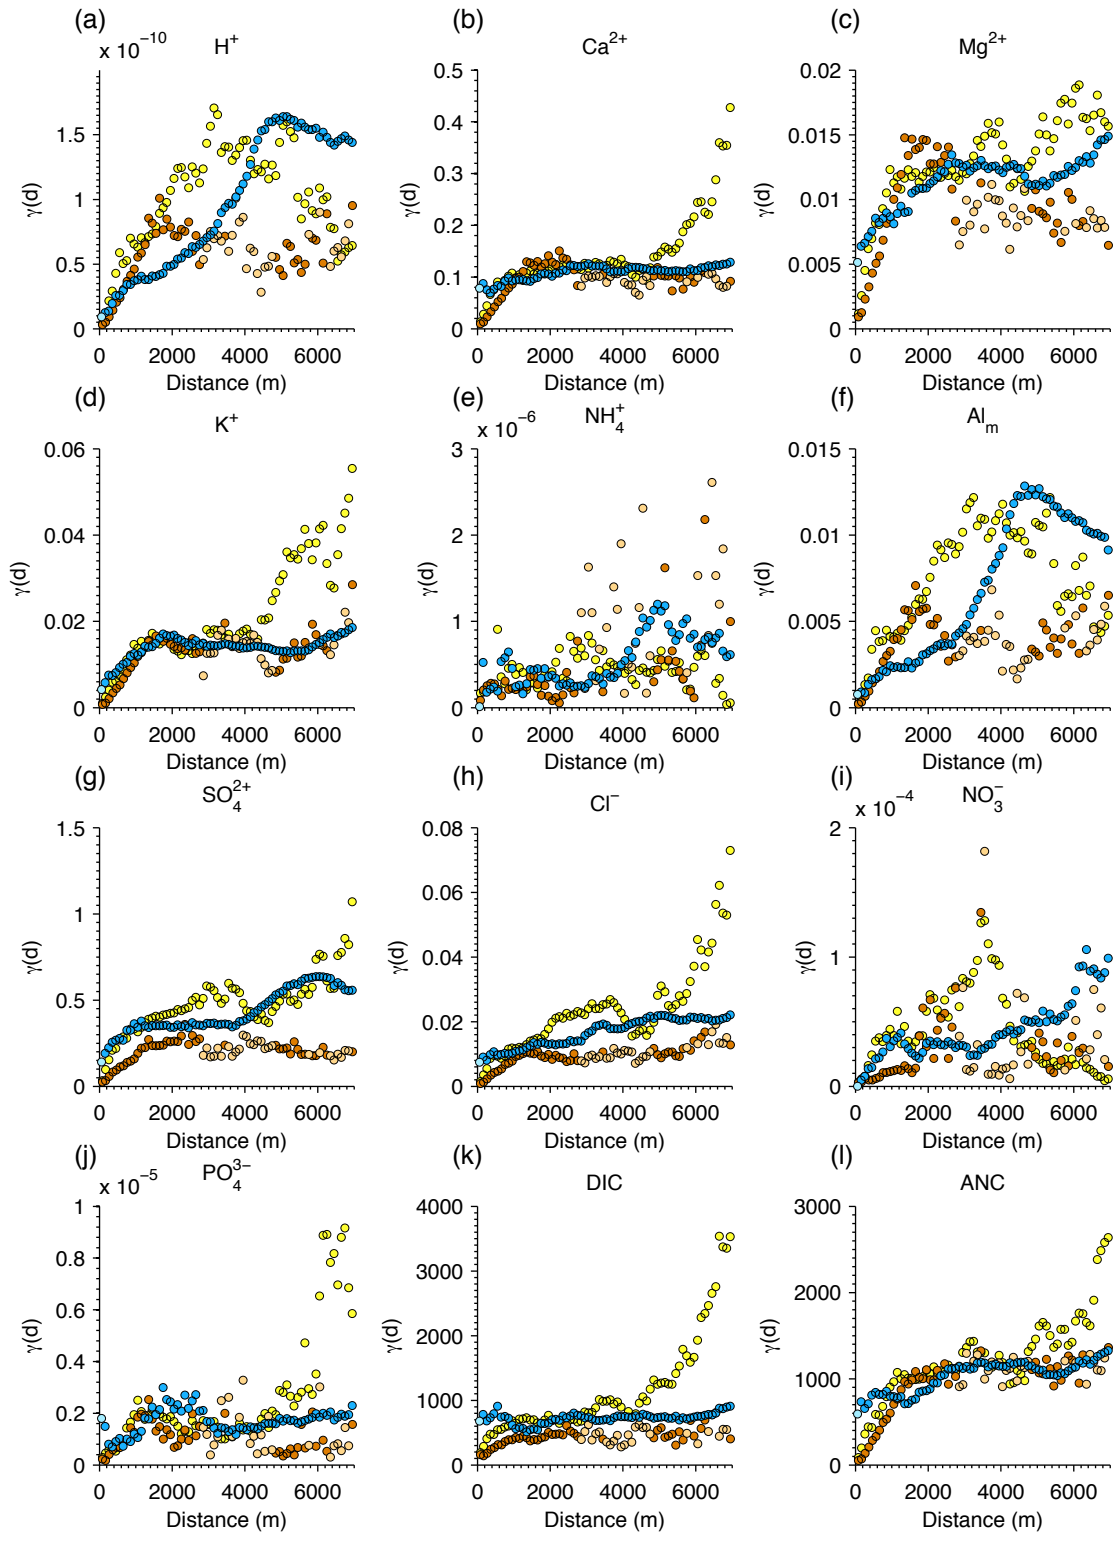 (a) (b) (c)
x 10−10 H+ Ca2+ Mg2+
1.5 0.5 0.02
1 0.4 0.015
0.5 0.3 0.01
0 0.2 0.005
0.1 0
0
γ(d) γ(d) γ(d)
0 2000 4000 6000 0 2000 4000 6000 0 2000 4000 6000
Distance (m) Distance (m) Distance (m)
(d) (e) (f)
K+ x 10−6 NH4+ Alm
0.06 3 0.015
0.04 2 0.01
0.02 1 0.005
0 0 0
γ(d) γ(d) γ(d)
0 2000 4000 6000 0 2000 4000 6000 0 2000 4000 6000
Distance (m) Distance (m) Distance (m)
(g) (h) (i)
SO42+ Cl− x 10−4 NO3−
1.5 0.08 2
1 0.06 1
0.5 0.04 0
0 0.02
0
γ(d) γ(d) γ(d)
0 2000 4000 6000 0 2000 4000 6000 0 2000 4000 6000
Distance (m) Distance (m) Distance (m)
(j) (k) (l)
x 10−5 PO43− DIC ANC
1 4000 3000
0.8 3000 2000
0.6 2000 1000
0.4 1000 0
0.2 0
0
γ(d) γ(d) γ(d)
0 2000 4000 6000 0 2000 4000 6000 0 2000 4000 6000
Distance (m) Distance (m) Distance (m)